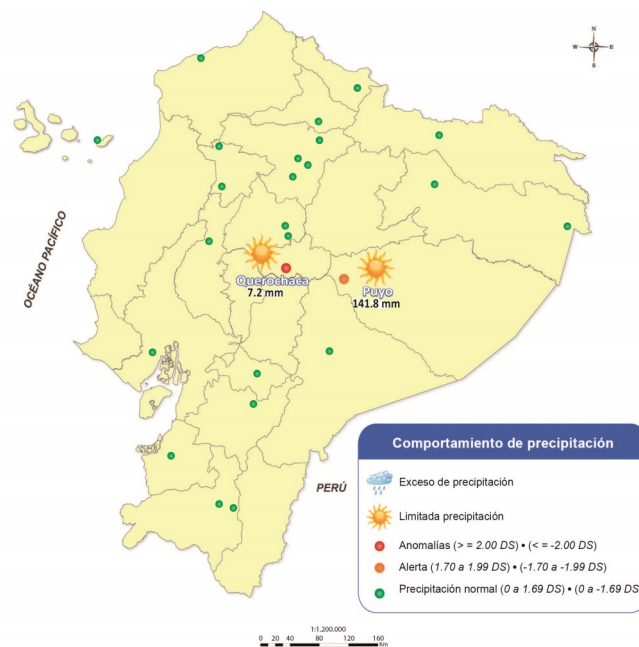 N
W E
S
OCÉANO PACÍFICO
Querochaca
7.2 mm
Puyo
141.8 mm
PERÚ
Comportamiento de precipitación
Exceso de precipitación
Limitada precipitación
Anomalías (> = 2.00 DS) • (< = -2.00 DS)
Alerta (1.70 a 1.99 DS) • (-1.70 a -1.99 DS)
Precipitación normal (0 a 1.69 DS) • (0 a -1.69 DS
1:1.200.000
0 20 40 80 120 160
Km